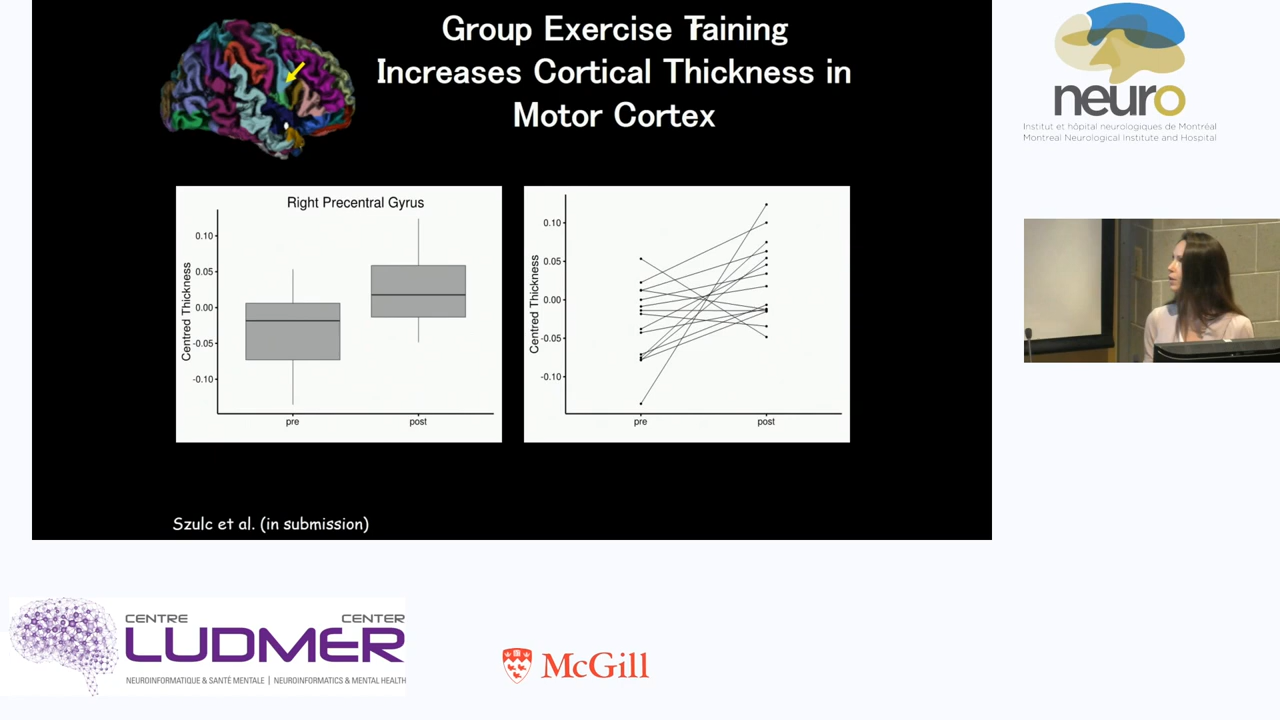 Group Exercise Taining
Increases Cortical Thickness in
Motor Cortex
Right Precentral Gyrus
Centred Thickness
0.10
0.05
0.00
-0.05
-0.10
pre
post
Centred Thickness
0.10
0.05
0.00
-0.05
-0.10
pre
post
Szulc et al. (in submission)
neuro
Institut et hôpital neurologiques de Montréal
Montreal Neurological Institute and Hospital
CENTRE CENTER
LUDMER
NEUROINFORMATIQUE & SANTÉ MENTALE | NEUROINFORMATICS & MENTAL HEALTH
McGill